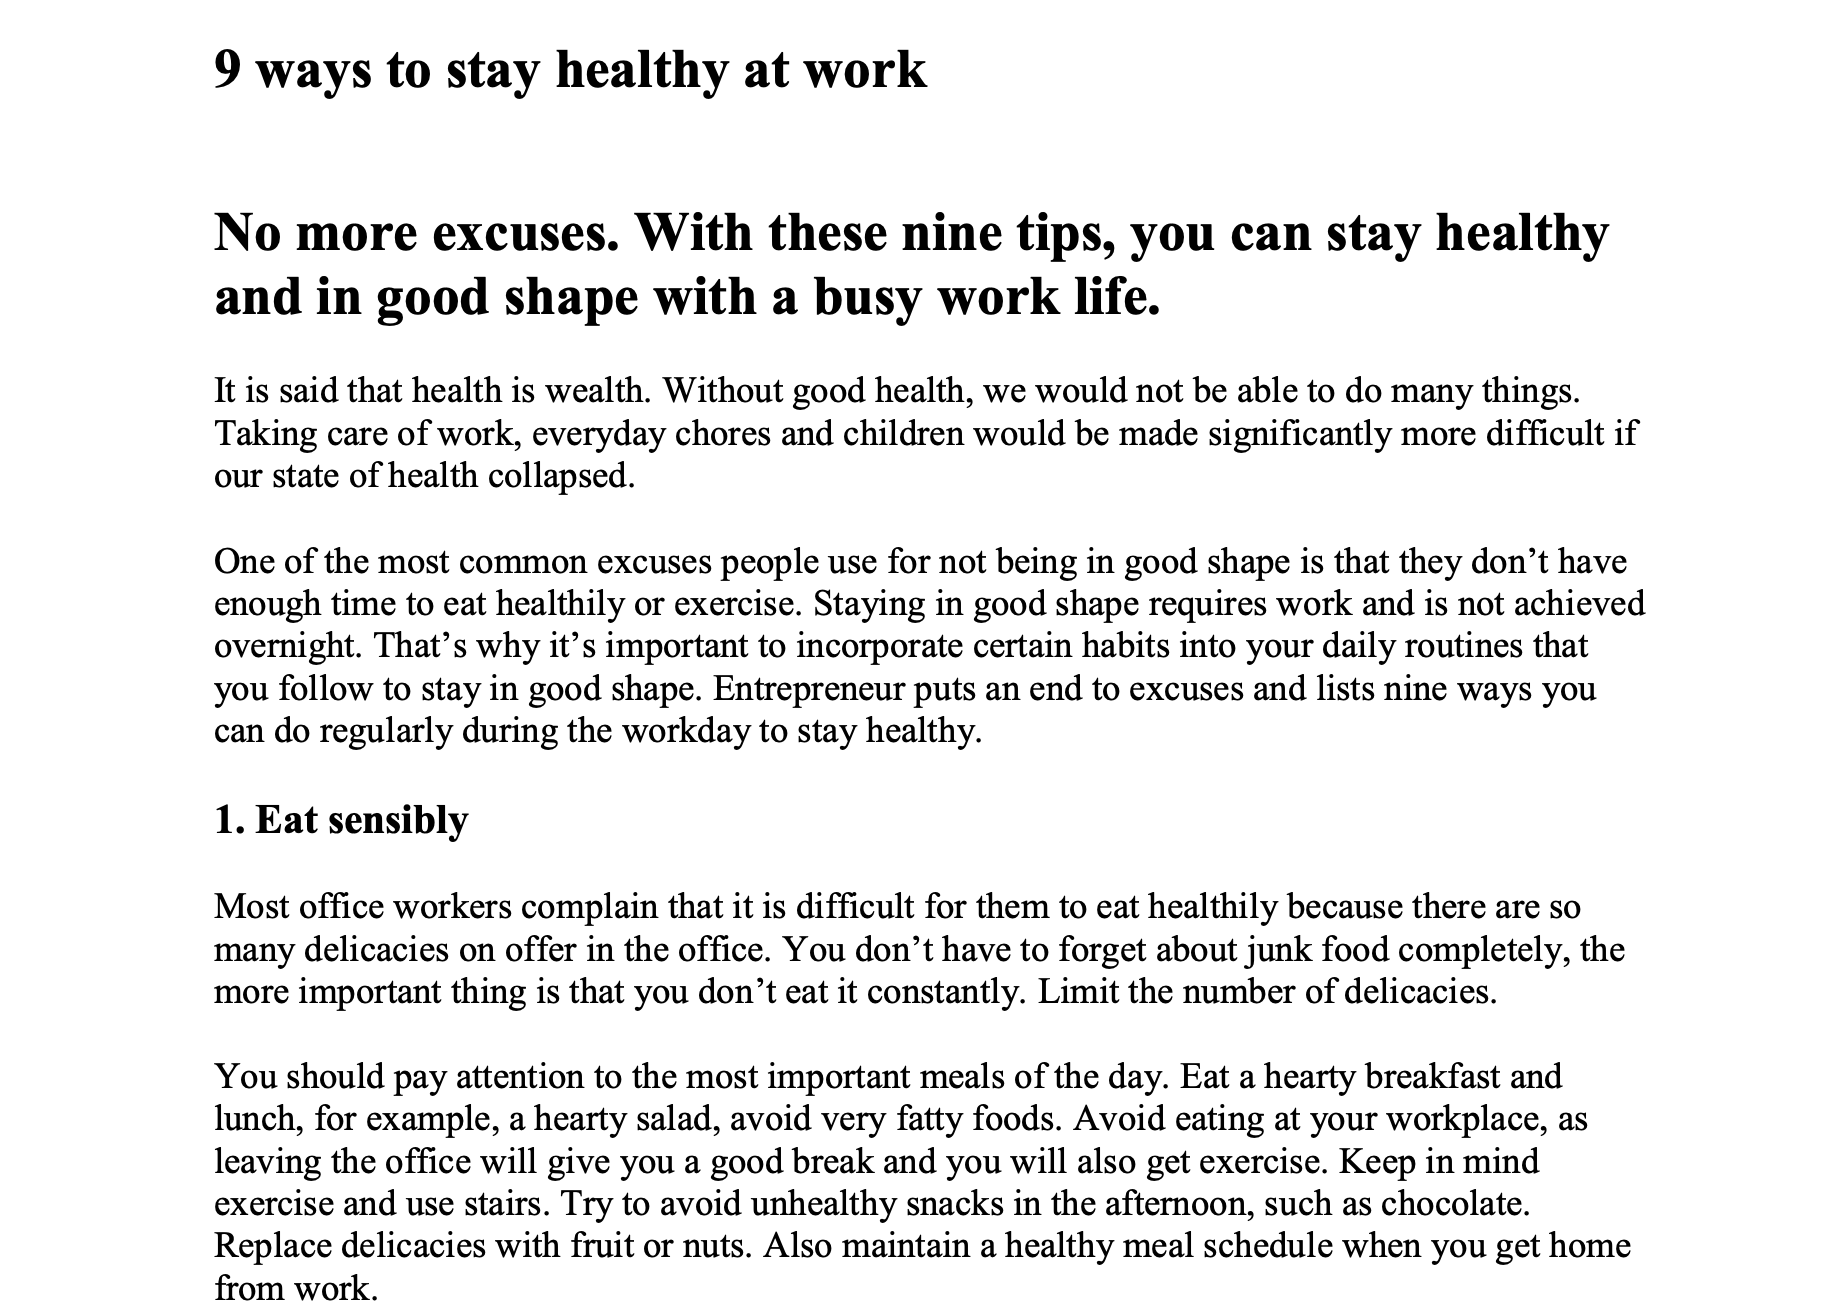 9 ways to stay healthy at work
No more excuses. With these nine tips, you can stay healthy
and in good shape with a busy work life.
It is said that health is wealth. Without good health, we would not be able to do many things.
Taking care of work, everyday chores and children would be made significantly more difficult if
our state of health collapsed.
One of the most common excuses people use for not being in good shape is that they don’t have
enough time to eat healthily or exercise. Staying in good shape requires work and is not achieved
overnight. That’s why it’s important to incorporate certain habits into your daily routines that
you follow to stay in good shape. Entrepreneur puts an end to excuses and lists nine ways you
can do regularly during the workday to stay healthy.
1. Eat sensibly
Most office workers complain that it is difficult for them to eat healthily because there are so
many delicacies on offer in the office. You don’t have to forget about junk food completely, the
more important thing is that you don’t eat it constantly. Limit the number of delicacies.
You should pay attention to the most important meals of the day. Eat a hearty breakfast and
lunch, for example, a hearty salad, avoid very fatty foods. Avoid eating at your workplace, as
leaving the office will give you a good break and you will also get exercise. Keep in mind
exercise and use stairs. Try to avoid unhealthy snacks in the afternoon, such as chocolate.
Replace delicacies with fruit or nuts. Also maintain a healthy meal schedule when you get home
from work.